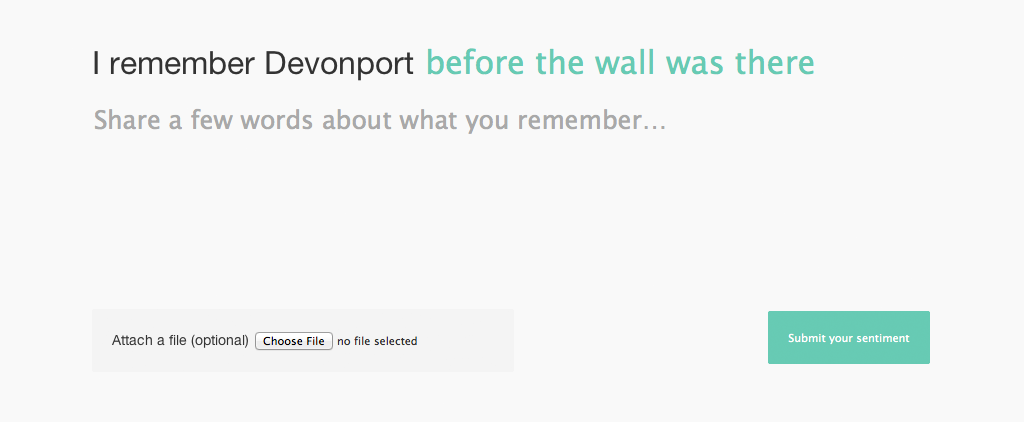 I remember Devonport before the wall was there
Share a few words about what you remember...
Attach a file (optional) Choose File no file selected
Submit your sentiment